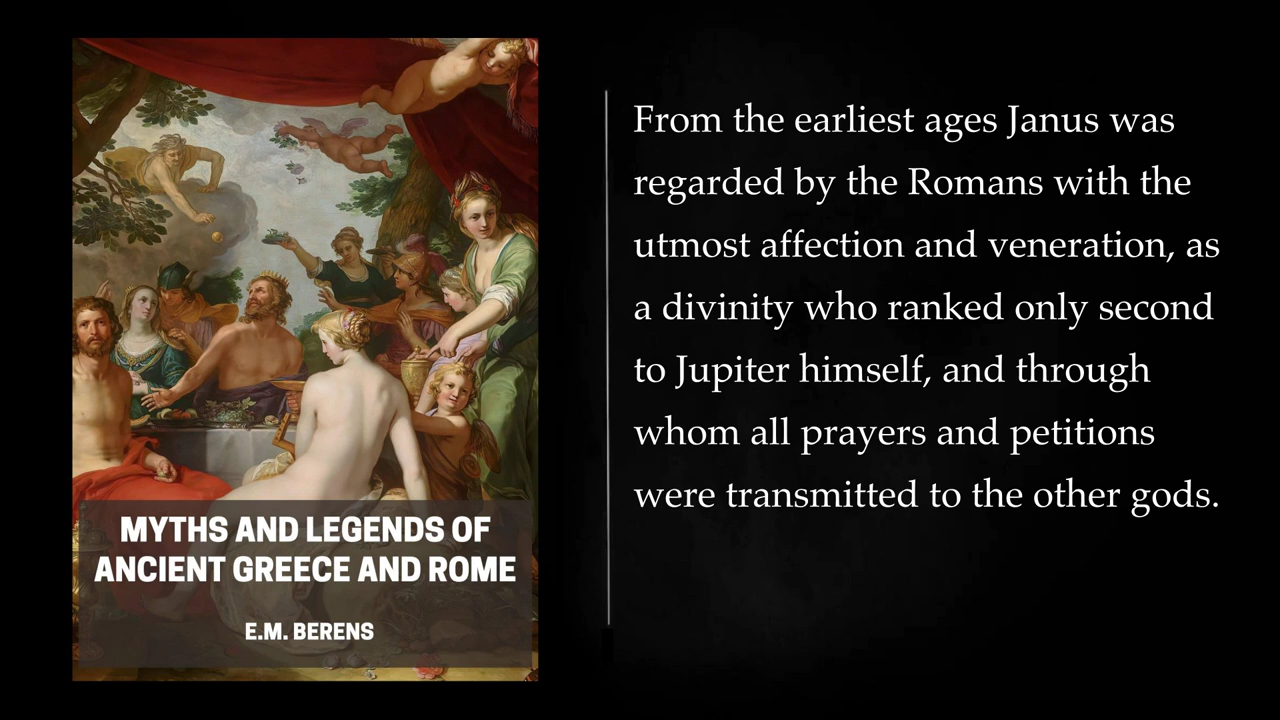 MYTHS AND LEGENDS OF
ANCIENT GREECE AND ROME
E.M. BERENS
From the earliest ages Janus was
regarded by the Romans with the
utmost affection and veneration, as
a divinity who ranked only second
to Jupiter himself, and through
whom all prayers and petitions
were transmitted to the other gods.